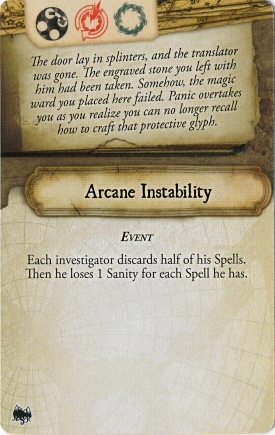 The door lay in splinters, and the translator
was gone. The engraved stone you left with
him had been taken. Somehow, the magic
ward you placed here failed. Panic overtakes
you as you realize you can no longer recall
how to craft that protective glyph.
Arcane Instability
Event
Each investigator discards half of his Spells.
Then he loses 1 Sanity for each Spell he has.